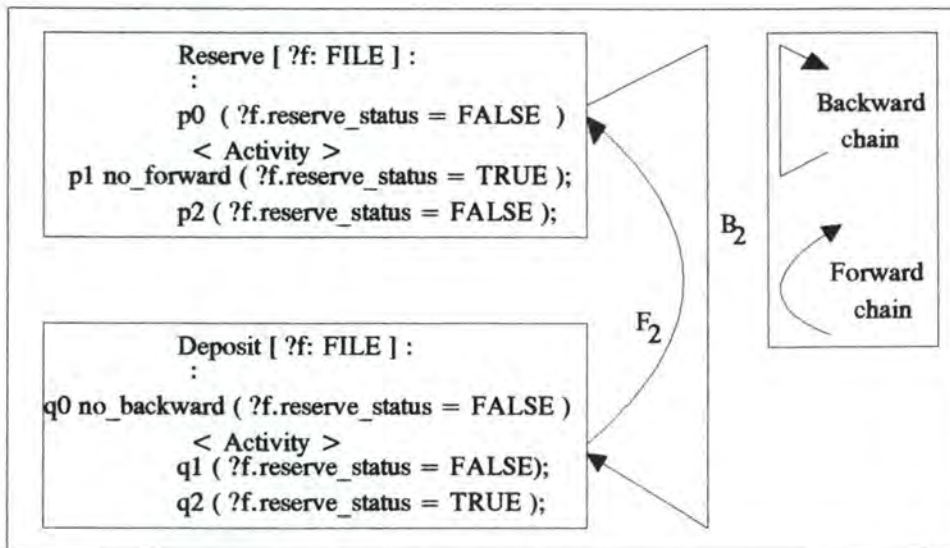 Reserve [ ?f: FILE ] :
:
p0 ( ?f.reserve_status = FALSE )
< Activity >
p1 no_forward ( ?f.reserve_status = TRUE );
p2 ( ?f.reserve_status = FALSE );
Deposit [ ?f: FILE ] :
:
q0 no_backward ( ?f.reserve_status = FALSE )
< Activity >
q1 ( ?f.reserve_status = FALSE);
q2 ( ?f.reserve_status = TRUE );
F2
B2
Backward
chain
Forward
chain